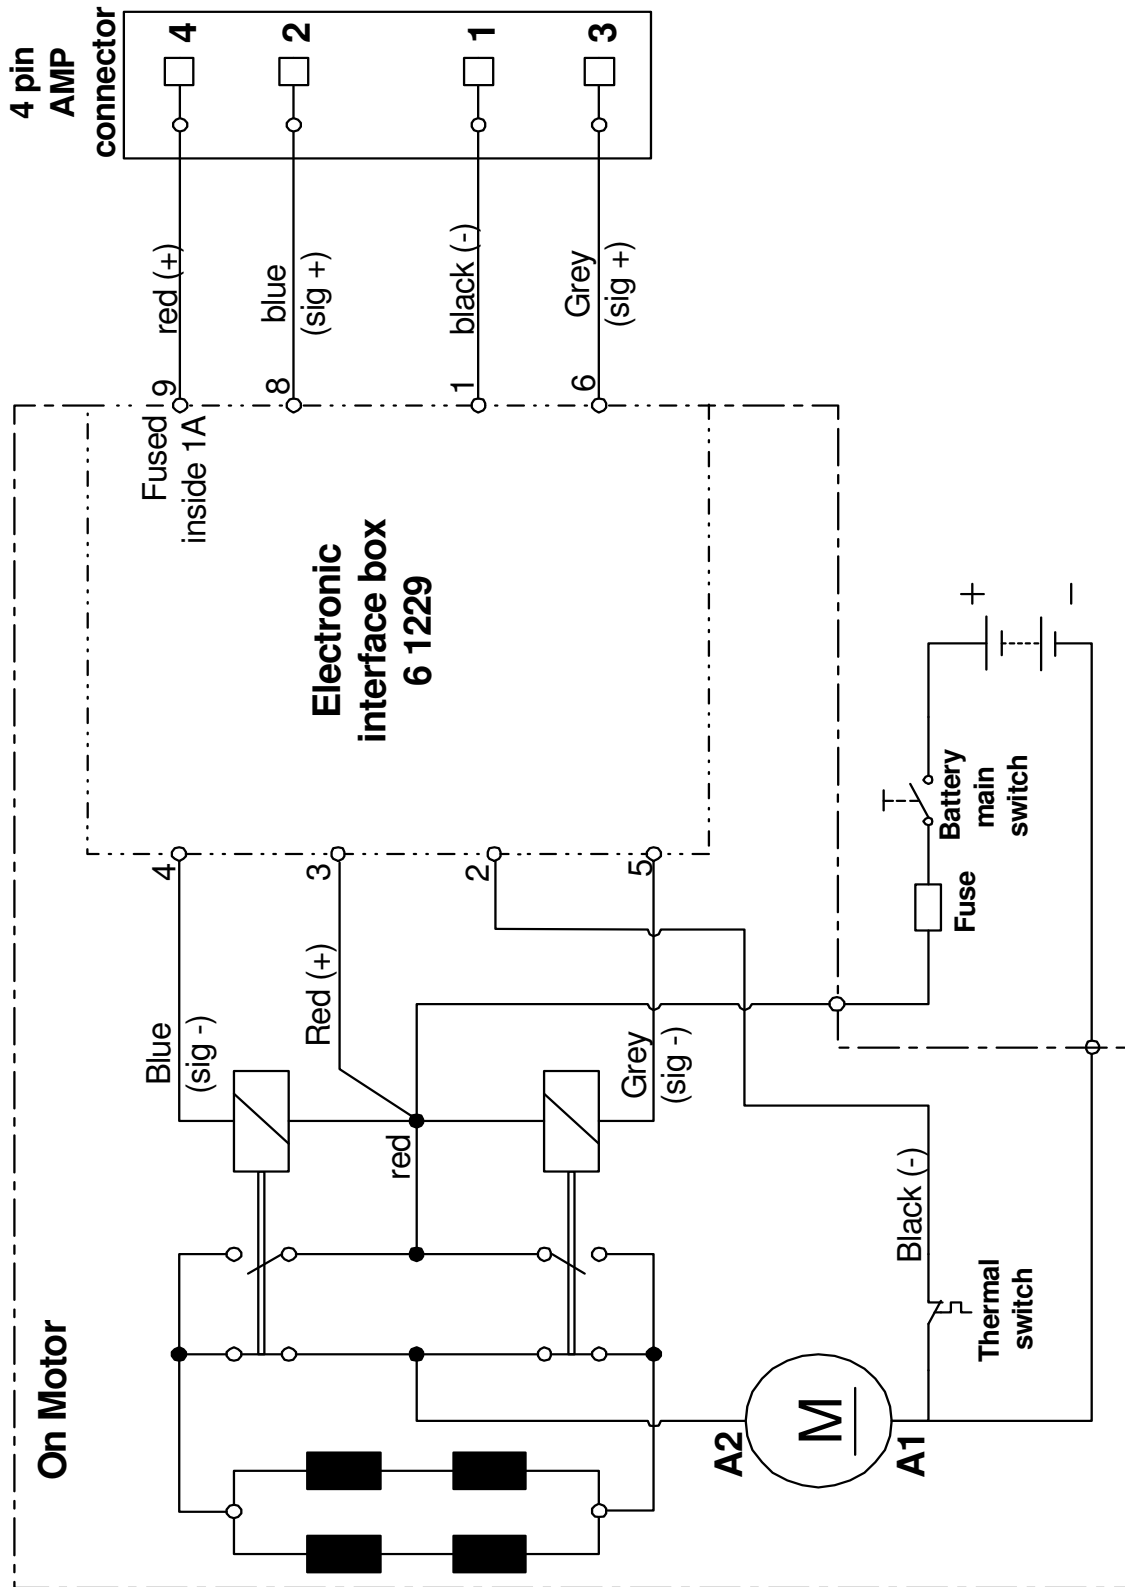 On Motor
4 pin
AMP
connector
4
2
1
3
red (+)
blue
(sig +)
black (-)
Grey
(sig +)
9
8
1
6
Fused
inside 1A
Electronic
interface box
6 1229
4
3
2
5
Blue
(sig -)
Red (+)
Grey
(sig -)
red
Black (-)
Thermal
switch
A2
M
A1
Fuse
Battery
main
switch
+
-